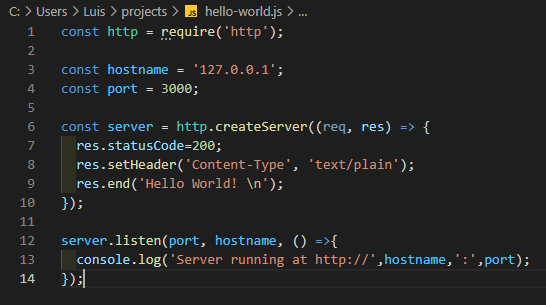 C: > Users > Luis > projects > JS hello-world.js > ...
1 const http = require('http');
2
3 const hostname = '127.0.0.1';
4 const port = 3000;
5
6 const server = http.createServer((req, res) => {
7   res.statusCode=200;
8   res.setHeader('Content-Type', 'text/plain');
9   res.end('Hello World! \n');
10 });
11
12 server.listen(port, hostname, () =>{
13   console.log('Server running at http://',hostname,':',port);
14 });